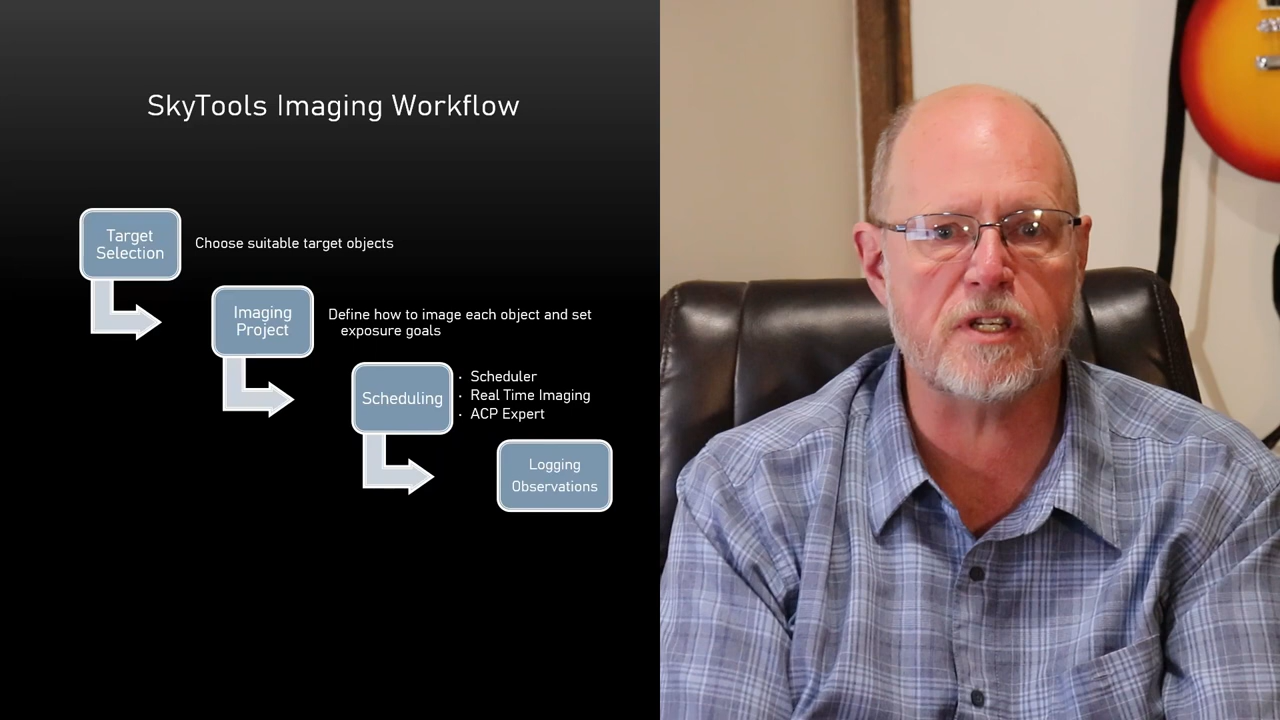 SkyTools Imaging Workflow
Target
Selection
Choose suitable target objects
Imaging
Project
Define how to image each object and set
exposure goals
Scheduling
· Scheduler
· Real Time Imaging
· ACP Expert
Logging
Observations